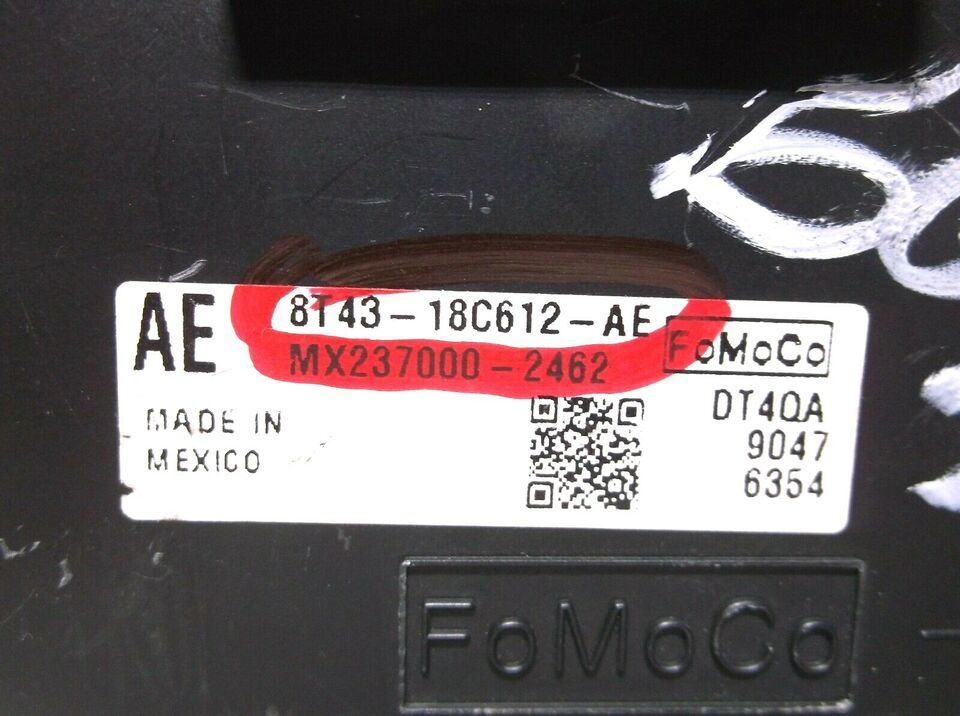 AE
8T43-18C612-AE
MX237000-2462
FoMoCo
DT4QA
9047
6354
MADE IN
MEXICO
FoMoCo